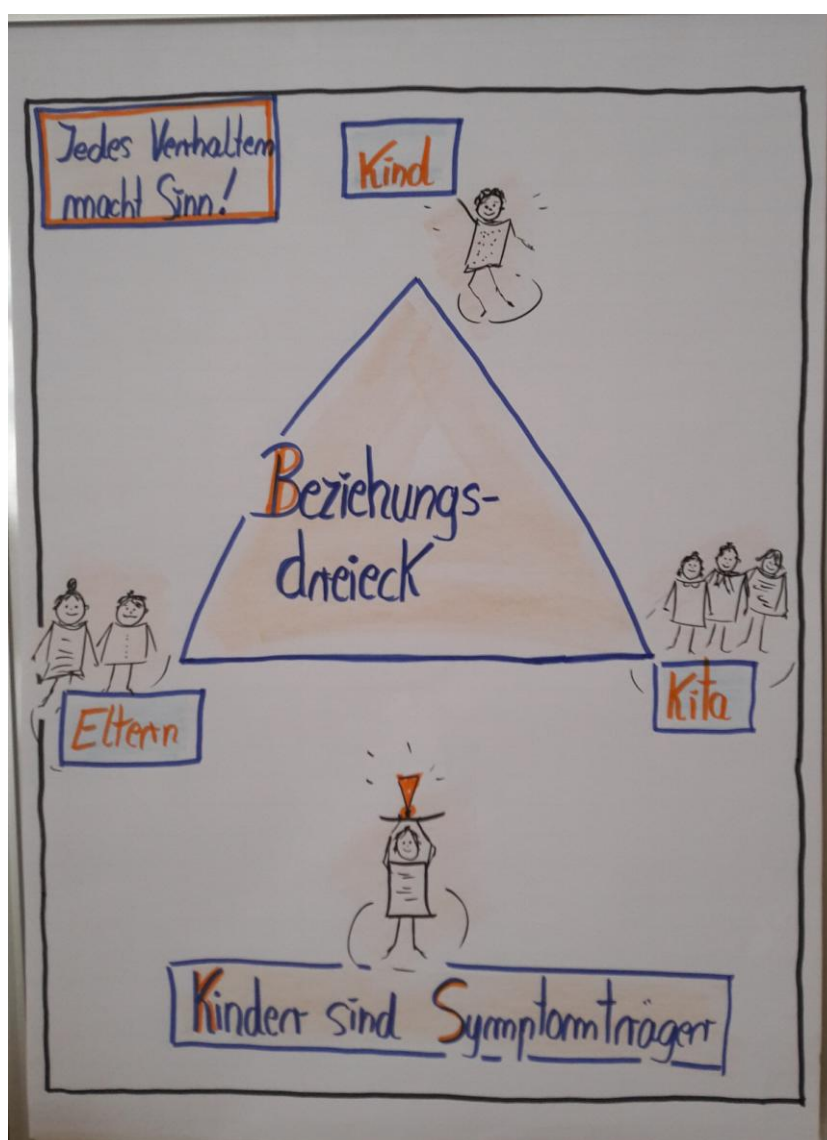 Jedes Verhalten
macht Sinn!
Kind
Beziehungs-
dreieck
Eltern
Kita
Kinder sind Symptomträger